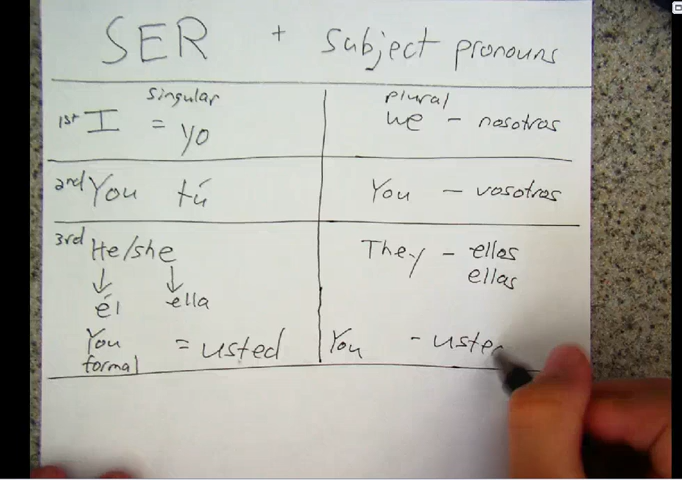 SER + Subject pronouns
singular
plural
1st I = yo
we - nosotros
2nd You tú
You - vosotros
3rd He/she
They - ellos
ellas
él ella
You formal = usted
You - uste